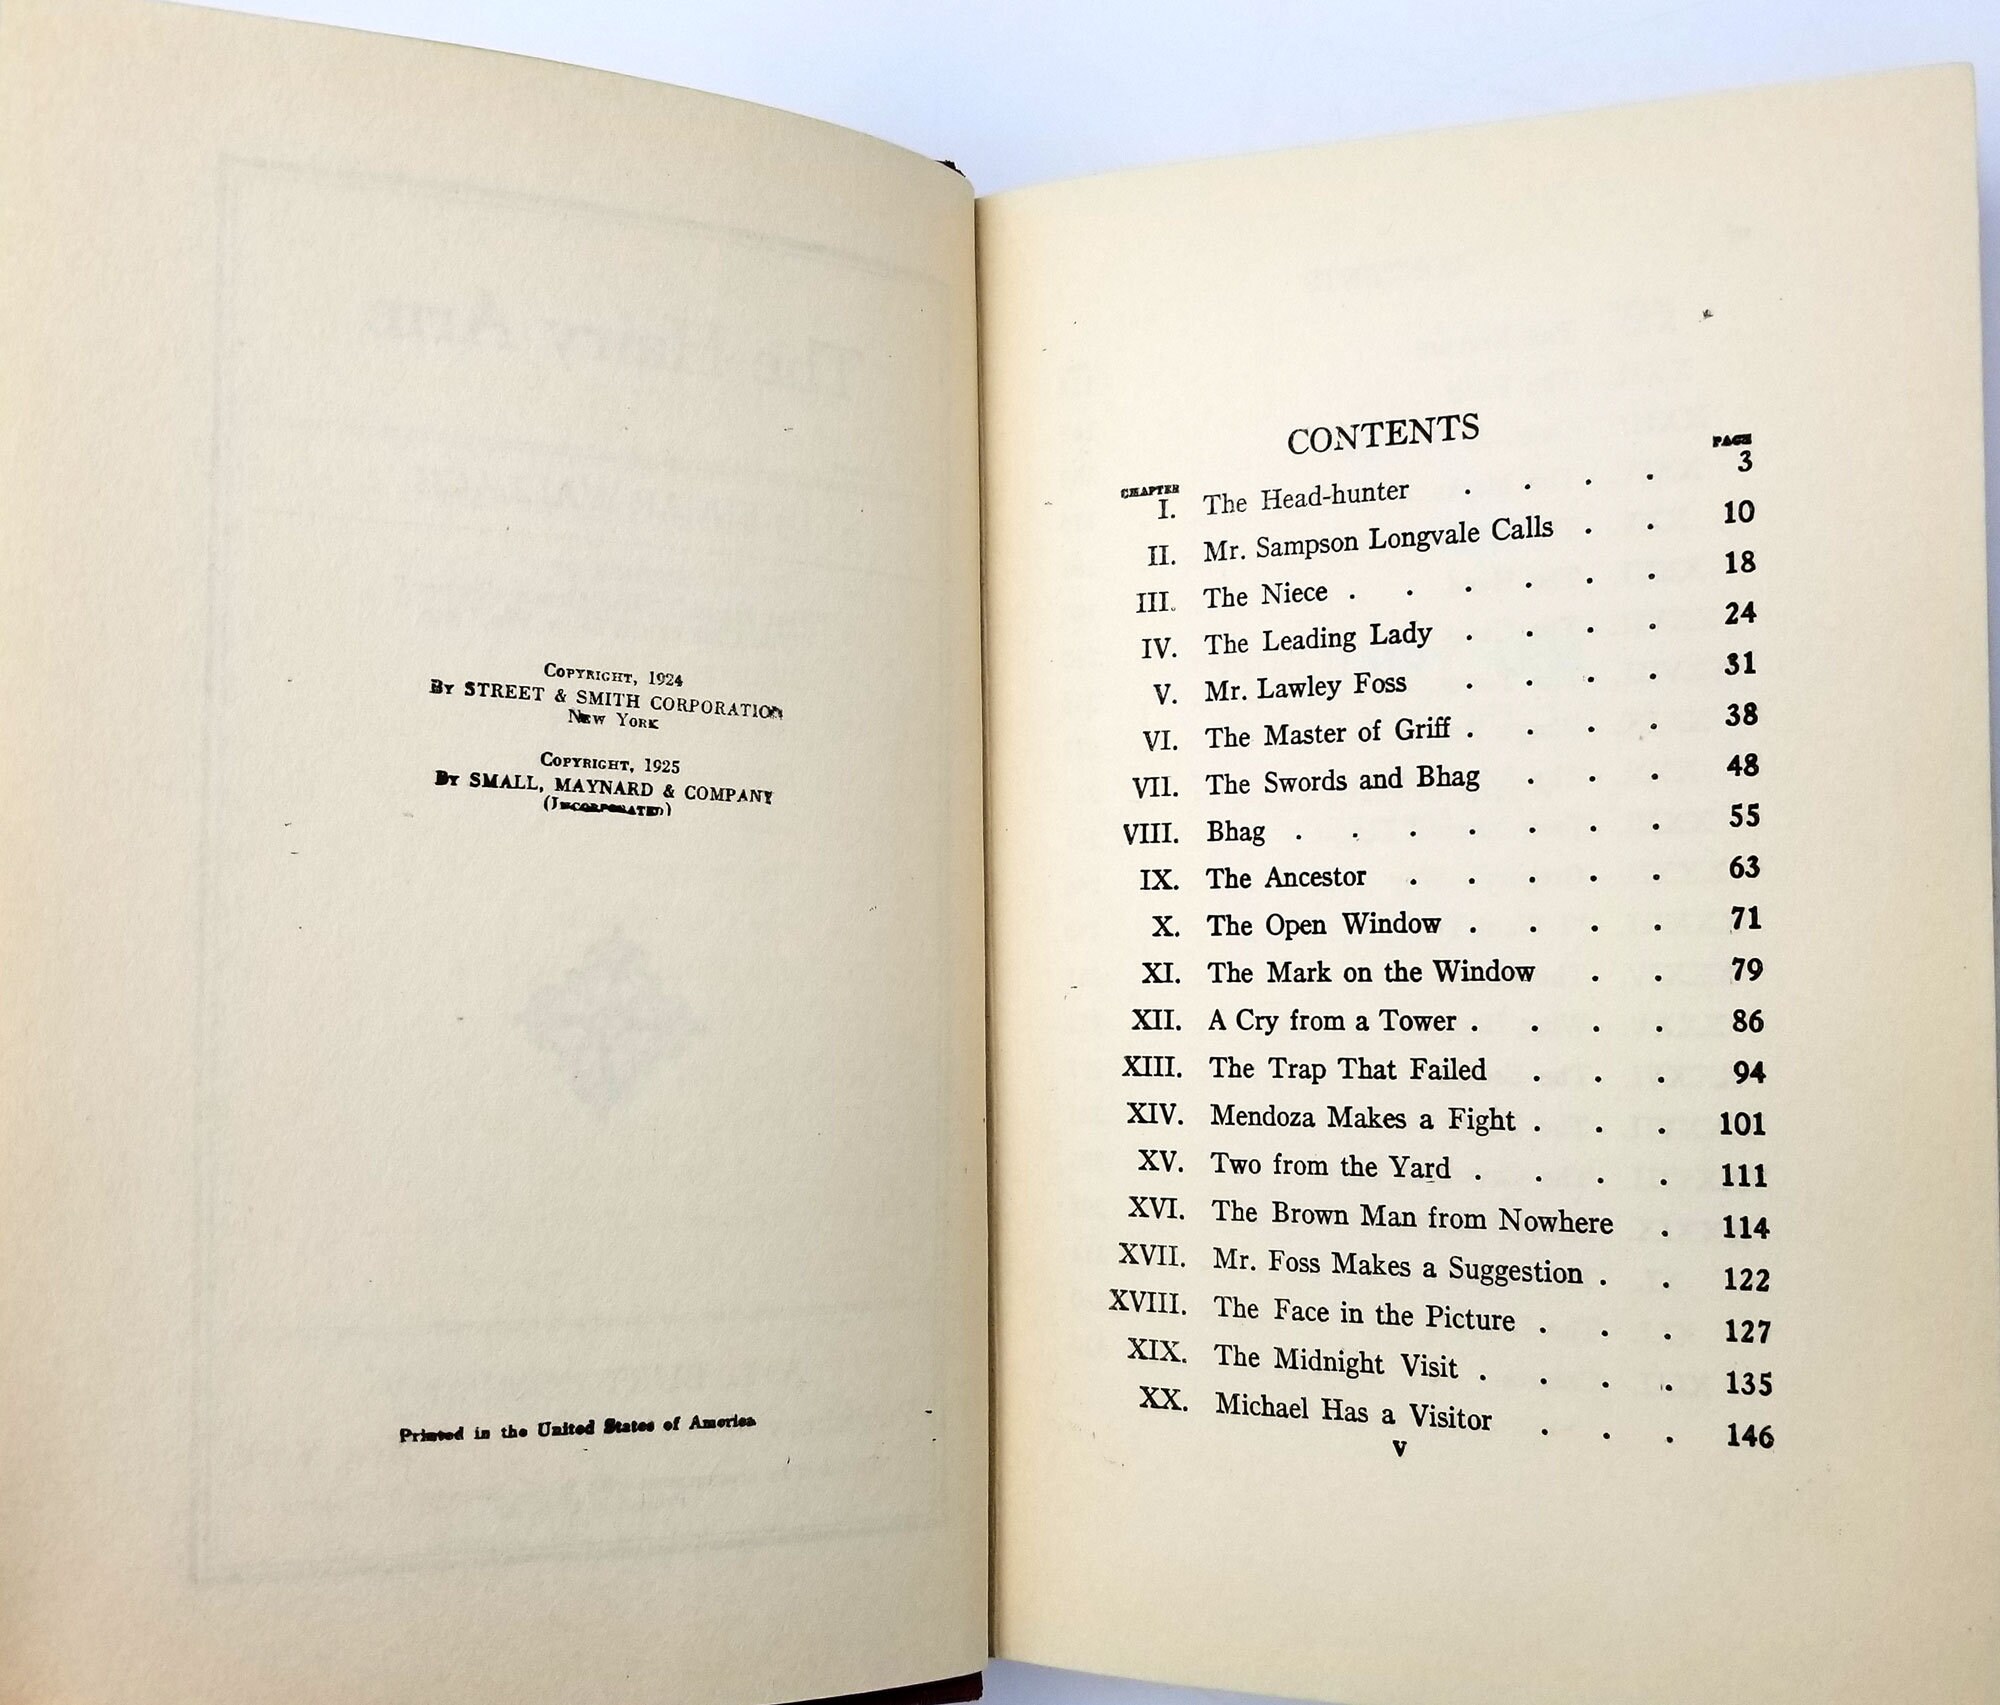 COPYRIGHT, 1924
BY STREET & SMITH CORPORATION
NEW YORK
COPYRIGHT, 1925
BY SMALL, MAYNARD & COMPANY
(INCORPORATED)
Printed in the United States of America
CONTENTS
CHAPTER PAGE
I. The Head-hunter . . . . 3
II. Mr. Sampson Longvale Calls . . 10
III. The Niece . . . . . . 18
IV. The Leading Lady . . . . 24
V. Mr. Lawley Foss . . . . 31
VI. The Master of Griff . . . . 38
VII. The Swords and Bhag . . . 48
VIII. Bhag . . . . . . . 55
IX. The Ancestor . . . . . 63
X. The Open Window . . . . 71
XI. The Mark on the Window . . 79
XII. A Cry from a Tower . . . . 86
XIII. The Trap That Failed . . . 94
XIV. Mendoza Makes a Fight . . . 101
XV. Two from the Yard . . . . 111
XVI. The Brown Man from Nowhere . 114
XVII. Mr. Foss Makes a Suggestion . . 122
XVIII. The Face in the Picture . . . 127
XIX. The Midnight Visit . . . . 135
XX. Michael Has a Visitor . . . 146
v